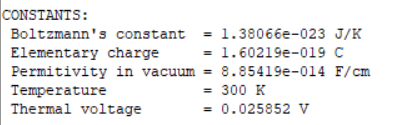 CONSTANTS:
Boltzmann's constant = 1.38066e-023 J/K
Elementary charge = 1.60219e-019 C
Permitivity in vacuum = 8.85419e-014 F/cm
Temperature = 300 K
Thermal voltage = 0.025852 V